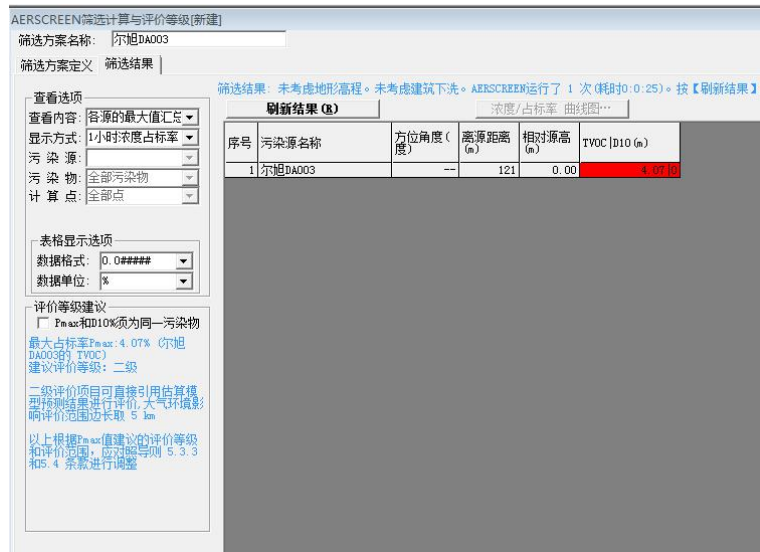 AERSCREEN筛选计算与评价等级[新建]
筛选方案名称: 尔旭DA003
筛选方案定义 筛选结果
筛选结果: 未考虑地形高程。未考虑建筑下洗。AERSCREEN运行了 1 次(耗时0:0:25)。按【刷新结果】
查看选项
查看内容: 各源的最大值汇总
显示方式: 1小时浓度占标率
污 染 源:
污 染 物: 全部污染物
计 算 点: 全部点
表格显示选项
数据格式: 0.0#####
数据单位: %
评价等级建议
Pmax和D10%须为同一污染物
最大占标率Pmax:4.07% (尔旭
DA003的 TVOC)
建议评价等级: 二级
二级评价项目可直接引用估算模
型预测结果进行评价,大气环境影
响评价范围边长取 5 km
以上根据Pmax值建议的评价等级
和评价范围,应对照导则 5.3.3
和5.4 条款进行调整
刷新结果(R) 浓度/占标率 曲线图…
序号 污染源名称 方位角度(度) 离源距离(m) 相对源高(m) TVOC|D10(m)
1 尔旭DA003 -- 121 0.00 4.07|0